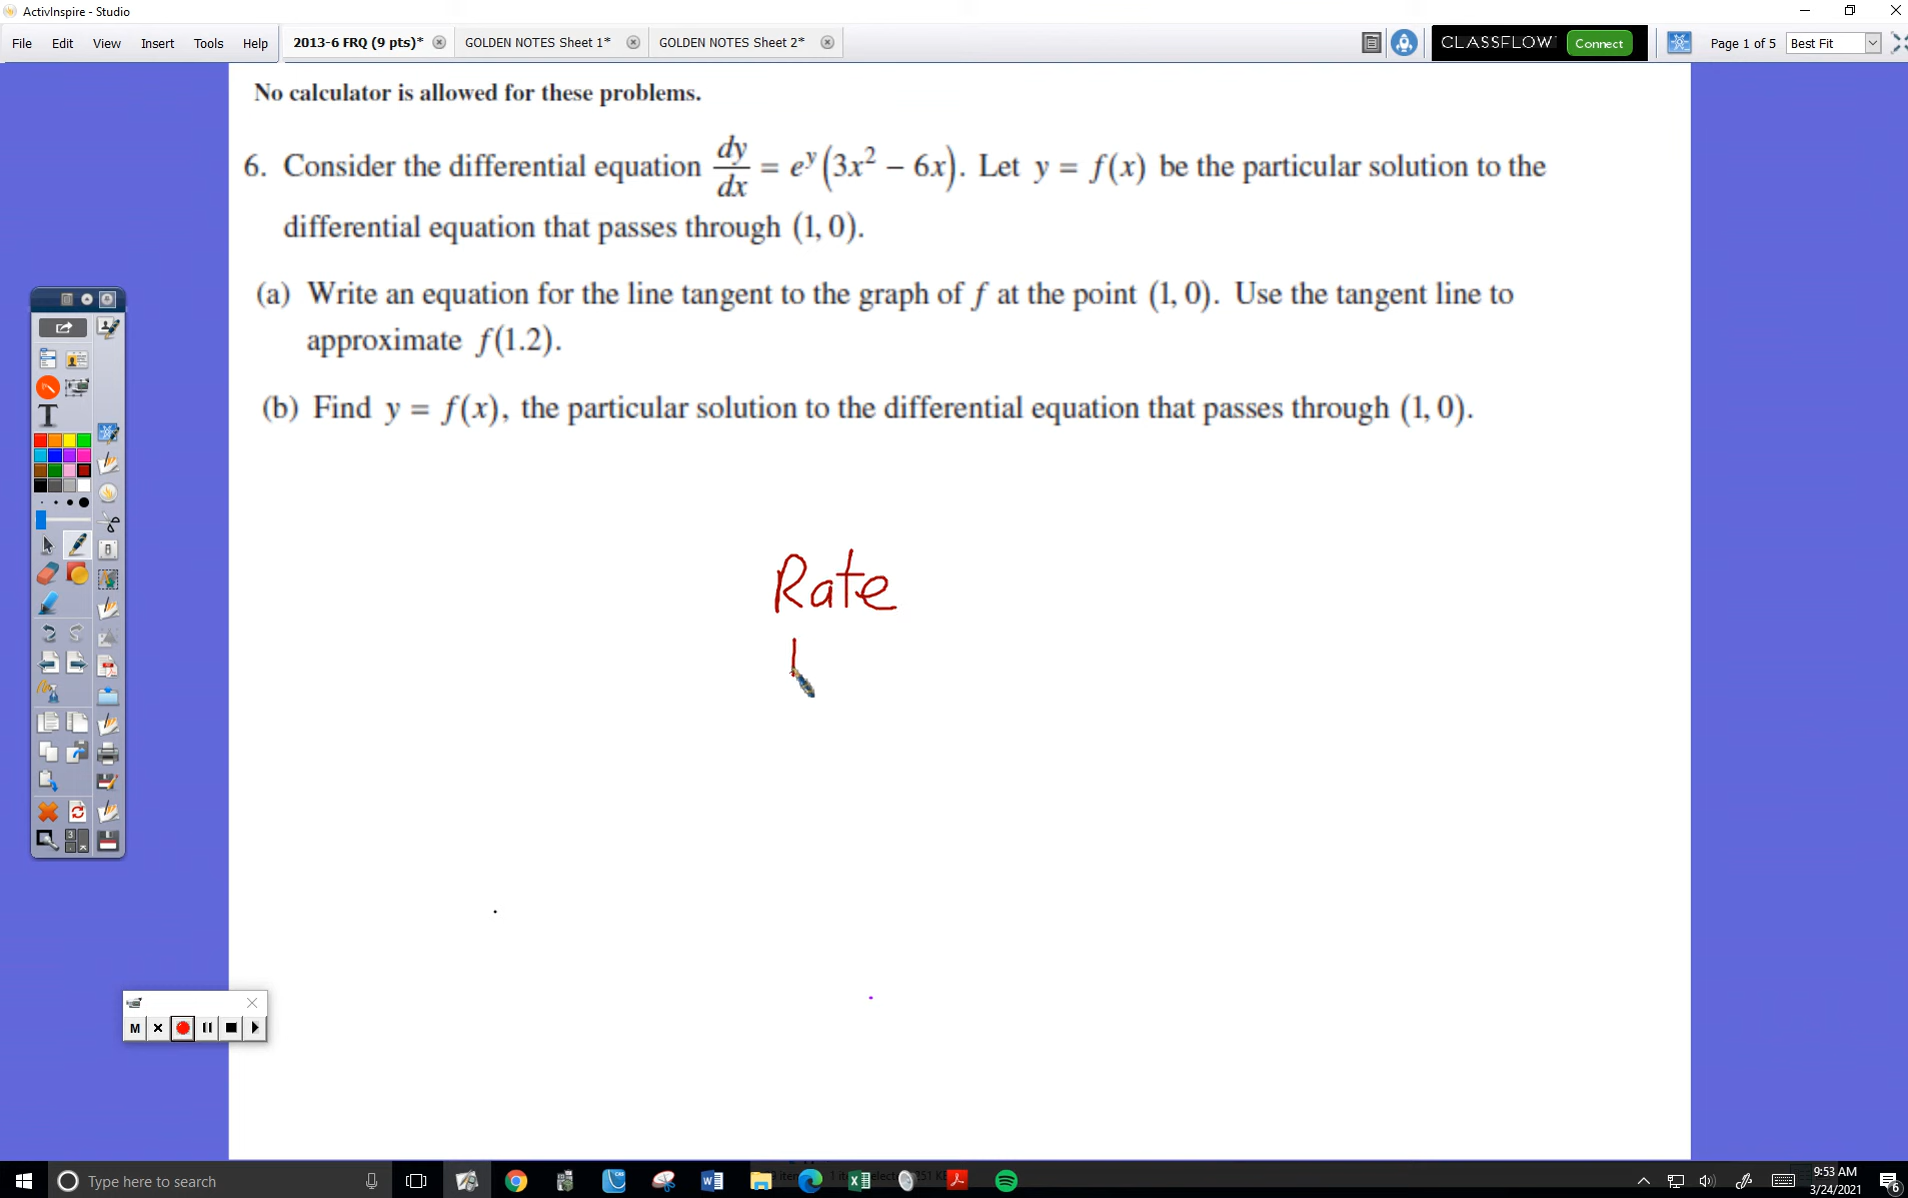 ActivInspire - Studio
File Edit View Insert Tools Help 2013-6 FRQ (9 pts)* GOLDEN NOTES Sheet 1* GOLDEN NOTES Sheet 2* CLASSFLOW Connect Page 1 of 5 Best Fit
No calculator is allowed for these problems.
6. Consider the differential equation dy/dx = e^y(3x^2 − 6x). Let y = f(x) be the particular solution to the
differential equation that passes through (1, 0).
(a) Write an equation for the line tangent to the graph of f at the point (1, 0). Use the tangent line to
approximate f(1.2).
(b) Find y = f(x), the particular solution to the differential equation that passes through (1, 0).
T
Rate
3
M
Type here to search
9:53 AM
3/24/2021
6